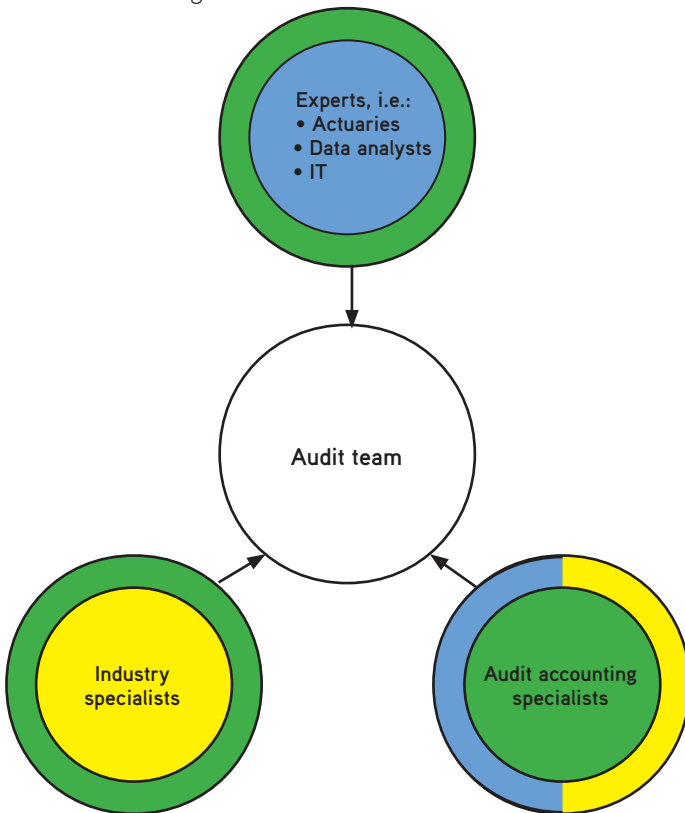 Experts, i.e.:
• Actuaries
• Data analysts
• IT
Audit team
Industry
specialists
Audit accounting
specialists